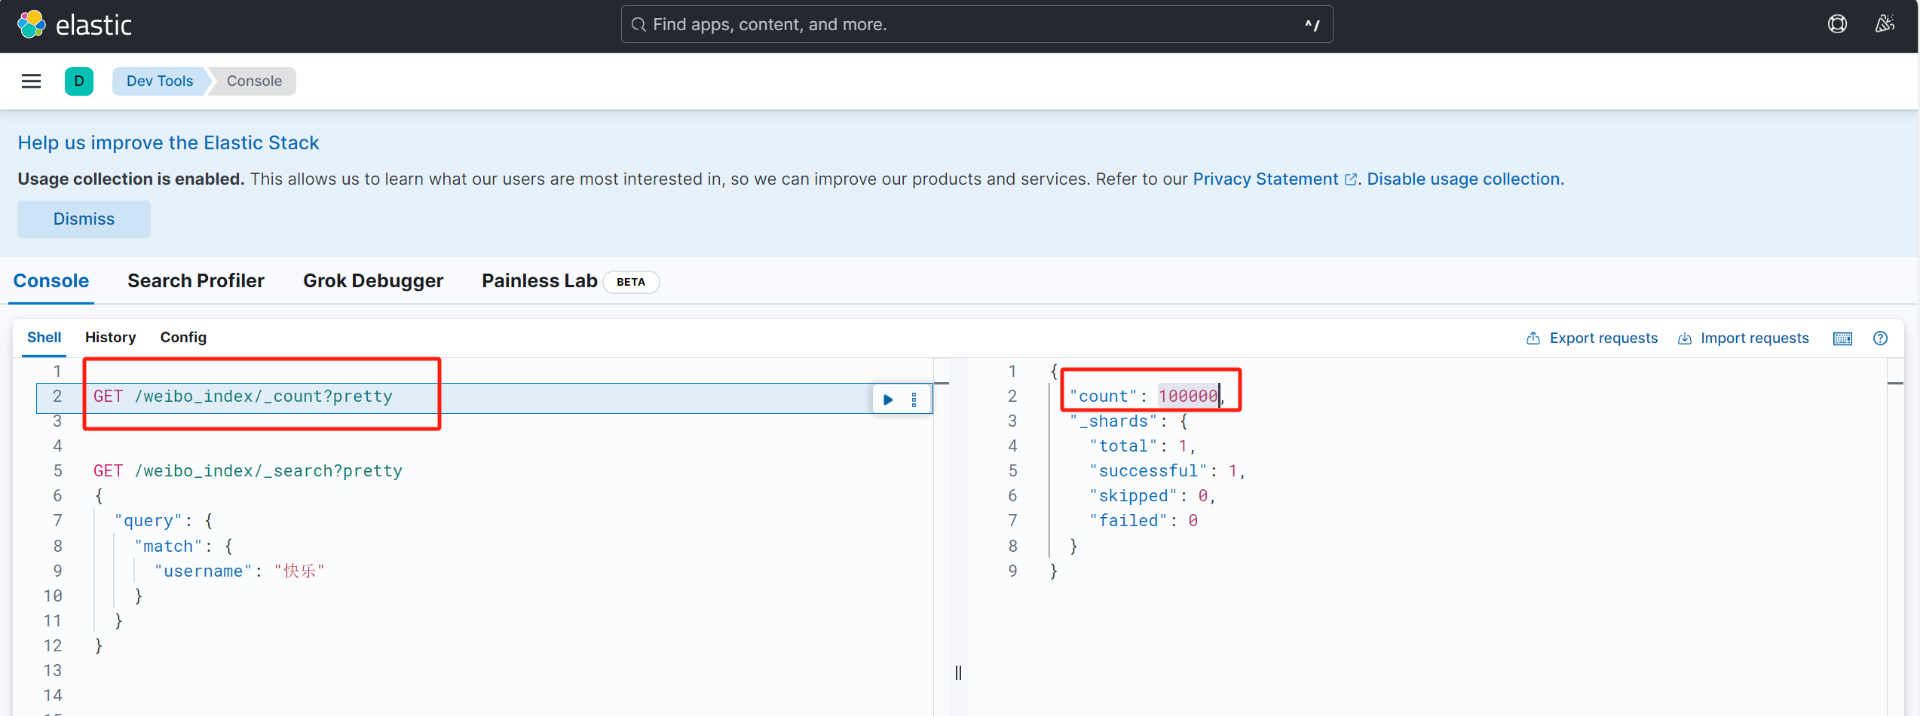 elastic
Find apps, content, and more.
^/
D
Dev Tools
Console
Help us improve the Elastic Stack
Usage collection is enabled. This allows us to learn what our users are most interested in, so we can improve our products and services. Refer to our Privacy Statement. Disable usage collection.
Dismiss
Console
Search Profiler
Grok Debugger
Painless Lab
BETA
Shell
History
Config
Export requests
Import requests
1
2 GET /weibo_index/_count?pretty
3
4
5 GET /weibo_index/_search?pretty
6 {
7 "query": {
8 "match": {
9 "username": "快乐"
10 }
11 }
12 }
13
14
1 {
2 "count": 100000,
3 "_shards": {
4 "total": 1,
5 "successful": 1,
6 "skipped": 0,
7 "failed": 0
8 }
9 }